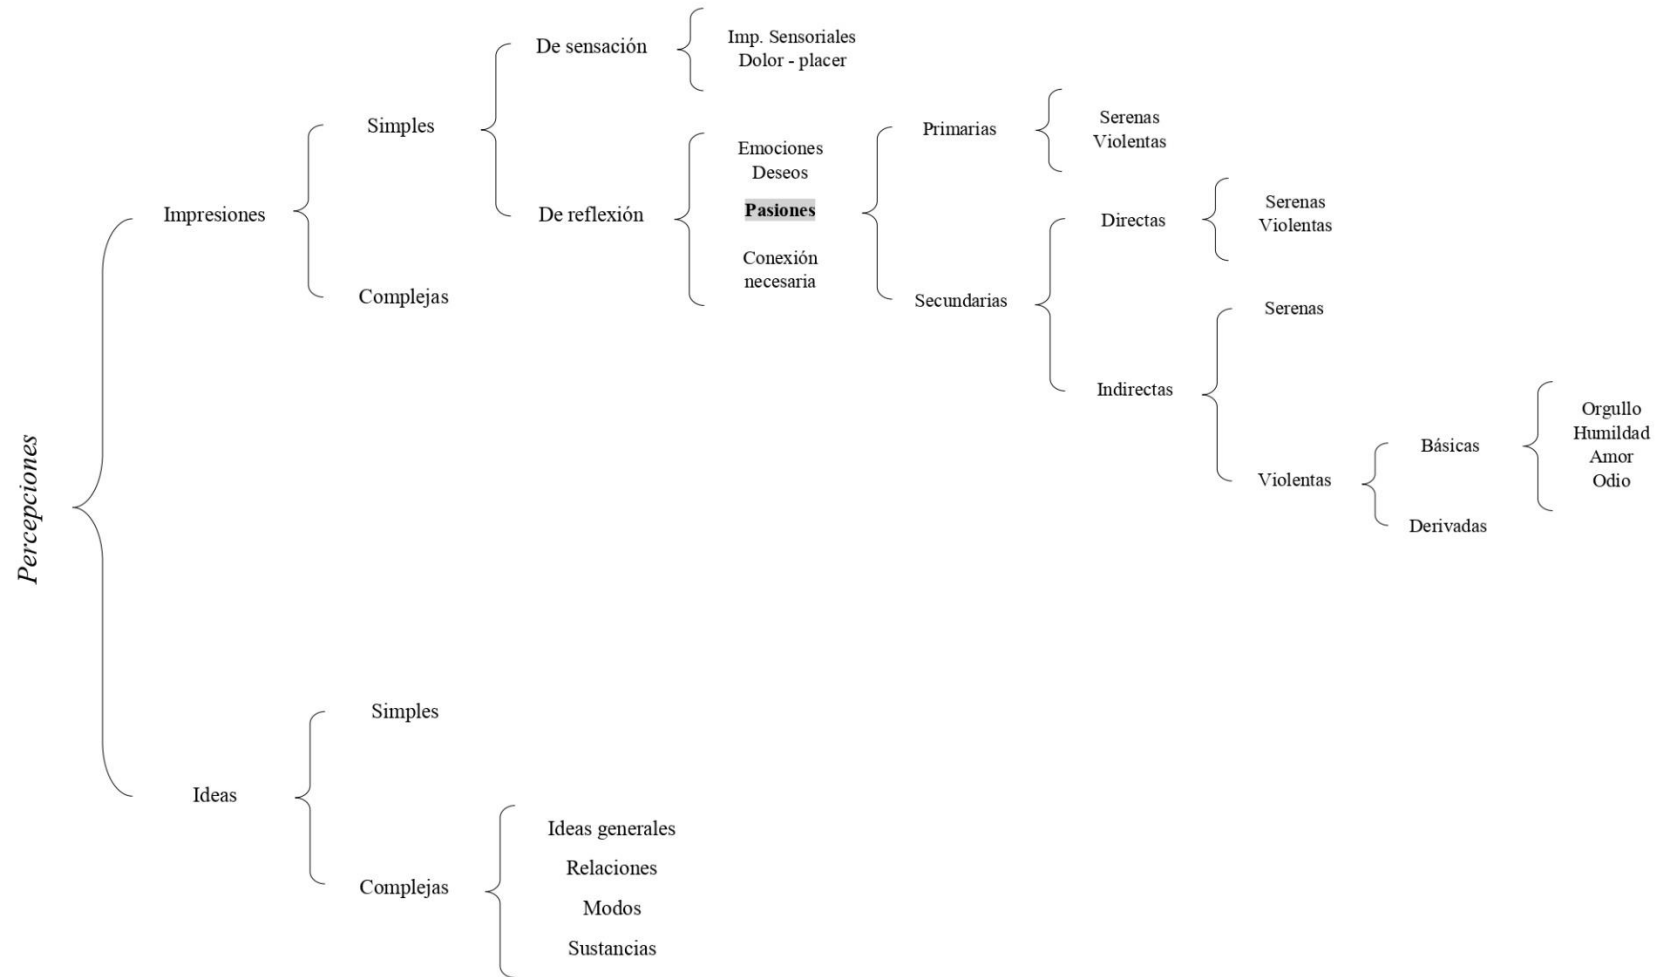 Percepciones
Impresiones
Simples
De sensación
Imp. Sensoriales
Dolor - placer
De reflexión
Emociones
Deseos
Pasiones
Conexión
necesaria
Primarias
Serenas
Violentas
Secundarias
Directas
Serenas
Violentas
Indirectas
Serenas
Violentas
Básicas
Orgullo
Humildad
Amor
Odio
Derivadas
Complejas
Ideas
Simples
Complejas
Ideas generales
Relaciones
Modos
Sustancias